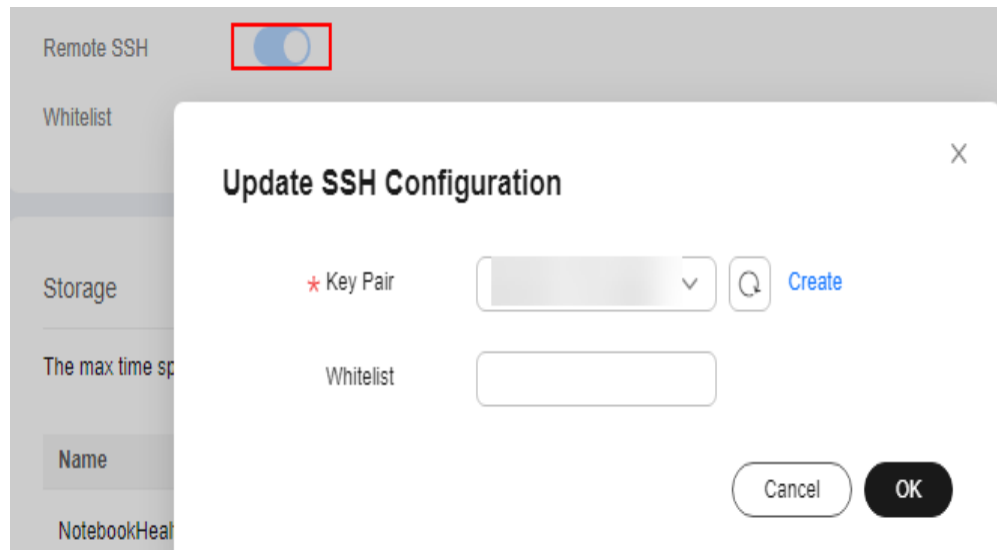 Remote SSH
Whitelist
X
Update SSH Configuration
* Key Pair
Create
Storage
The max time sp
Whitelist
Name
Cancel
OK
NotebookHeal